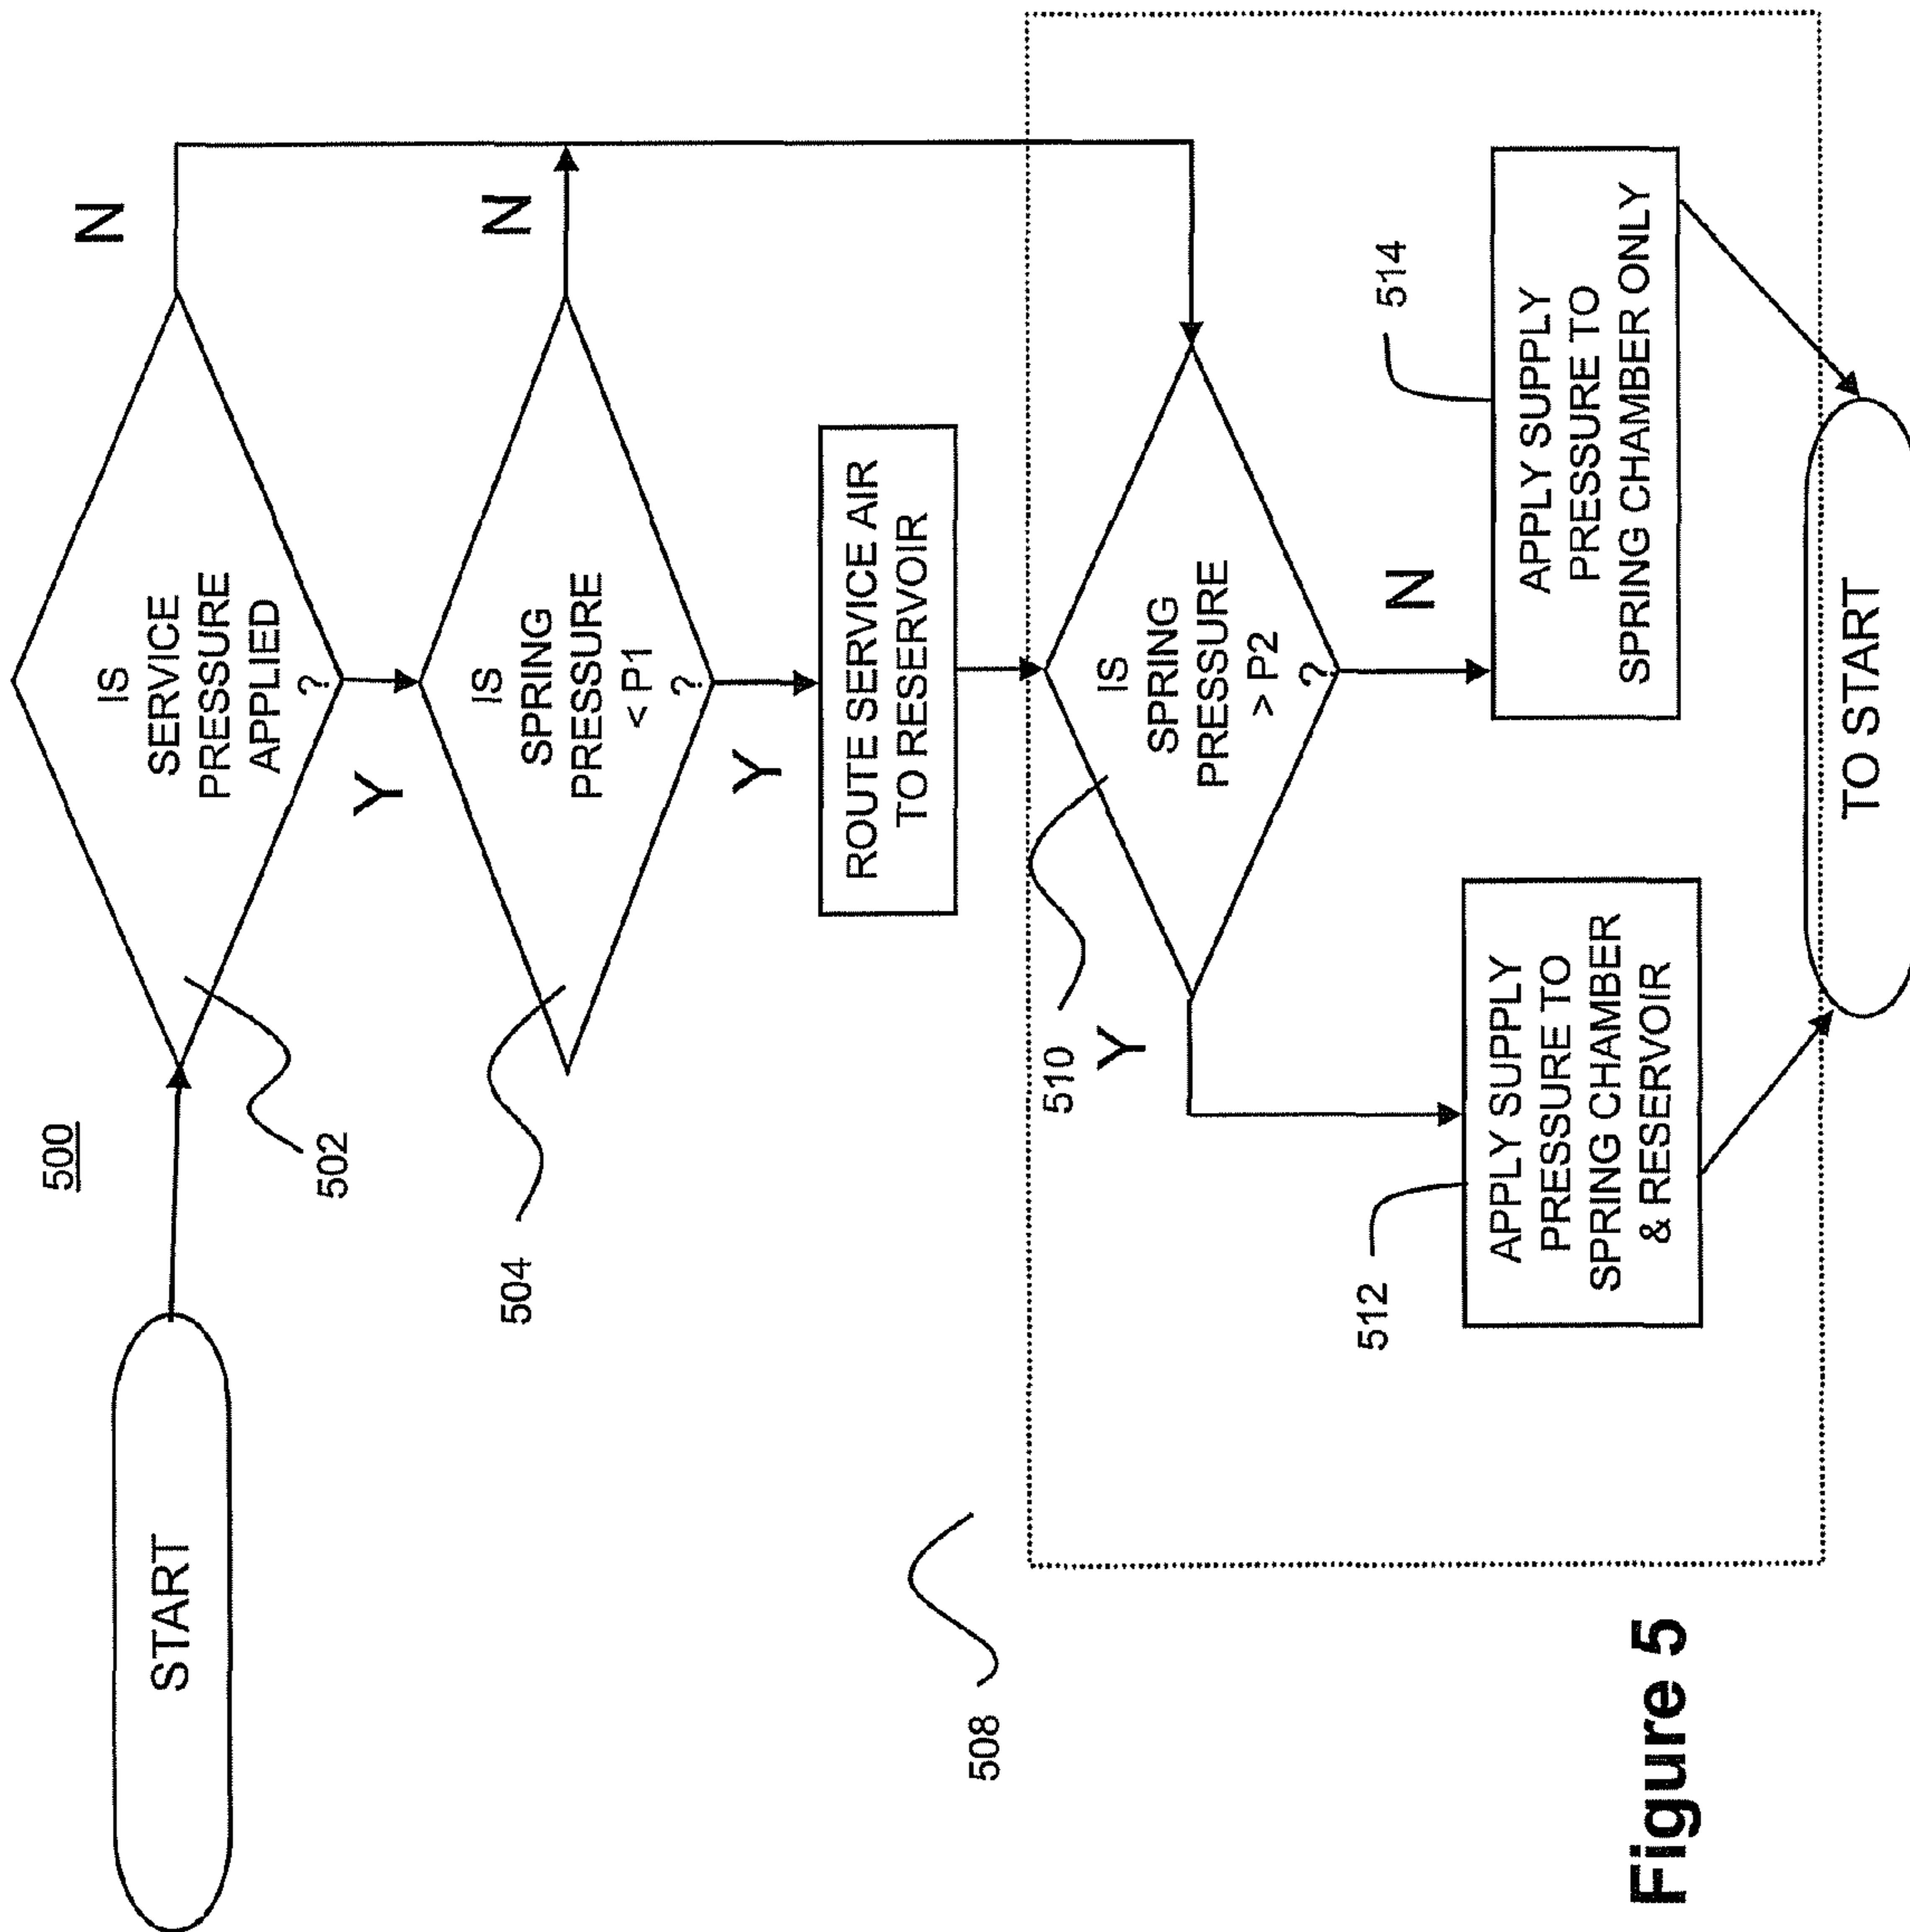 500
START
IS
SERVICE
PRESSURE
APPLIED
?
N
502
Y
IS
SPRING
PRESSURE
< P1
?
N
504
Y
ROUTE SERVICE AIR
TO RESERVOIR
508
510
IS
SPRING
PRESSURE
> P2
?
Y
N
512
APPLY SUPPLY
PRESSURE TO
SPRING CHAMBER
& RESERVOIR
514
APPLY SUPPLY
PRESSURE TO
SPRING CHAMBER ONLY
TO START
Figure 5